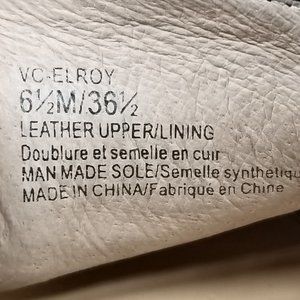 VC-ELROY
6½M/36½
LEATHER UPPER/LINING
Doublure et semelle en cuir
MAN MADE SOLE/Semelle synthetiqu
MADE IN CHINA/Fabriqué en Chine